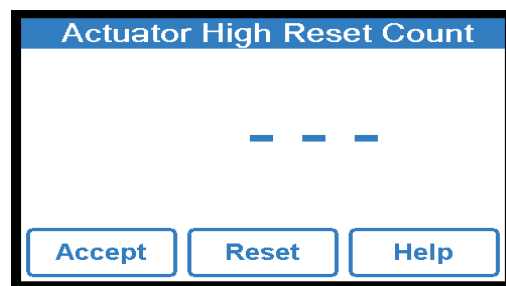 Actuator High Reset Count
- - -
Accept Reset Help